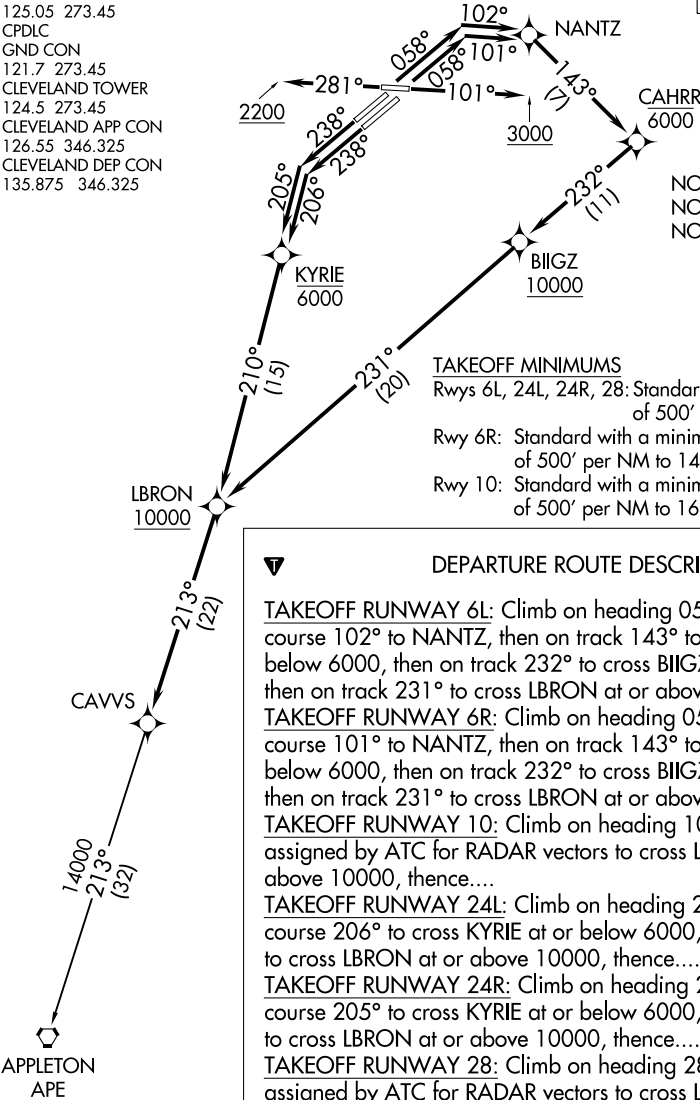 125.05 273.45
CPDLC
GND CON
121.7 273.45
CLEVELAND TOWER
124.5 273.45
CLEVELAND APP CON
126.55 346.325
CLEVELAND DEP CON
135.875 346.325
102°
NANTZ
058°
058°
101°
281°
101°
2200
3000
143°
(7)
CAHRR
6000
238°
238°
205°
206°
232°
(11)
NO
NO
NO
KYRIE
6000
BIIGZ
10000
210°
(15)
231°
(20)
TAKEOFF MINIMUMS
Rwys 6L, 24L, 24R, 28: Standar
of 500'
Rwy 6R: Standard with a minim
of 500' per NM to 14
Rwy 10: Standard with a minim
of 500' per NM to 16
LBRON
10000
213°
(22)
CAVVS
14000
213°
(32)
APPLETON
APE
T
DEPARTURE ROUTE DESCRI
TAKEOFF RUNWAY 6L: Climb on heading 05
course 102° to NANTZ, then on track 143° to
below 6000, then on track 232° to cross BIIGZ
then on track 231° to cross LBRON at or abov
TAKEOFF RUNWAY 6R: Climb on heading 05
course 101° to NANTZ, then on track 143° to
below 6000, then on track 232° to cross BIIGZ
then on track 231° to cross LBRON at or abov
TAKEOFF RUNWAY 10: Climb on heading 10
assigned by ATC for RADAR vectors to cross L
above 10000, thence....
TAKEOFF RUNWAY 24L: Climb on heading 2
course 206° to cross KYRIE at or below 6000,
to cross LBRON at or above 10000, thence....
TAKEOFF RUNWAY 24R: Climb on heading 2
course 205° to cross KYRIE at or below 6000,
to cross LBRON at or above 10000, thence....
TAKEOFF RUNWAY 28: Climb on heading 28
assigned by ATC for RADAR vectors to cross L